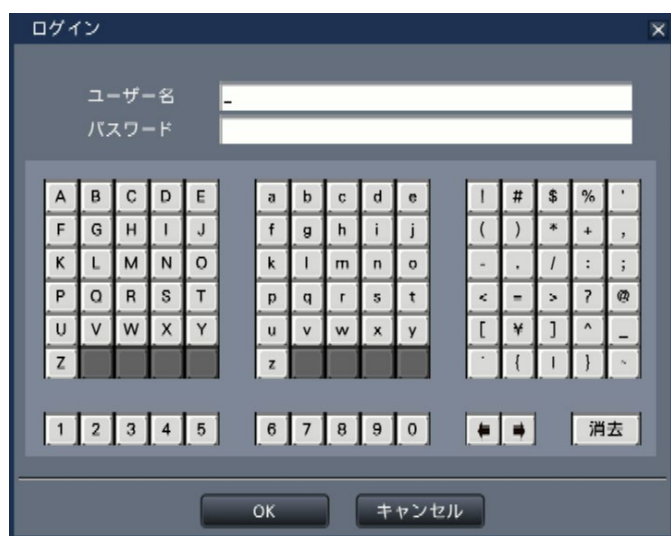 ログイン
ユーザー名
パスワード
A B C D E a b c d e ! # $ % '
F G H I J f g h i j ( ) * + ,
K L M N O k l m n o - . / : ;
P Q R S T p q r s t < = > ? @
U V W X Y u v w x y [ ¥ ] ^ _
Z z ` { | } ~
1 2 3 4 5 6 7 8 9 0 消去
OK キャンセル